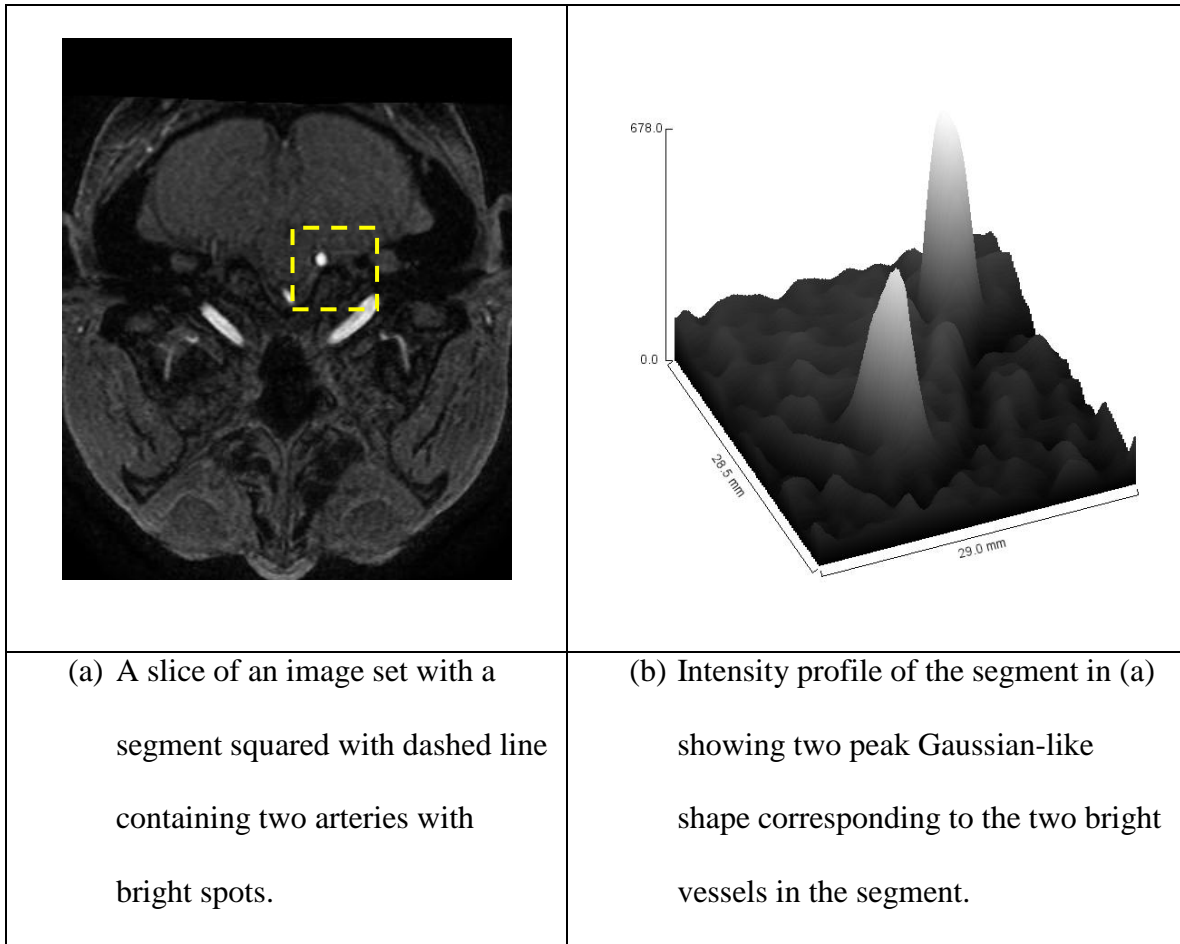 678.0
0.0
28.5 mm
29.0 mm
(a) A slice of an image set with a
segment squared with dashed line
containing two arteries with
bright spots.
(b) Intensity profile of the segment in (a)
showing two peak Gaussian-like
shape corresponding to the two bright
vessels in the segment.